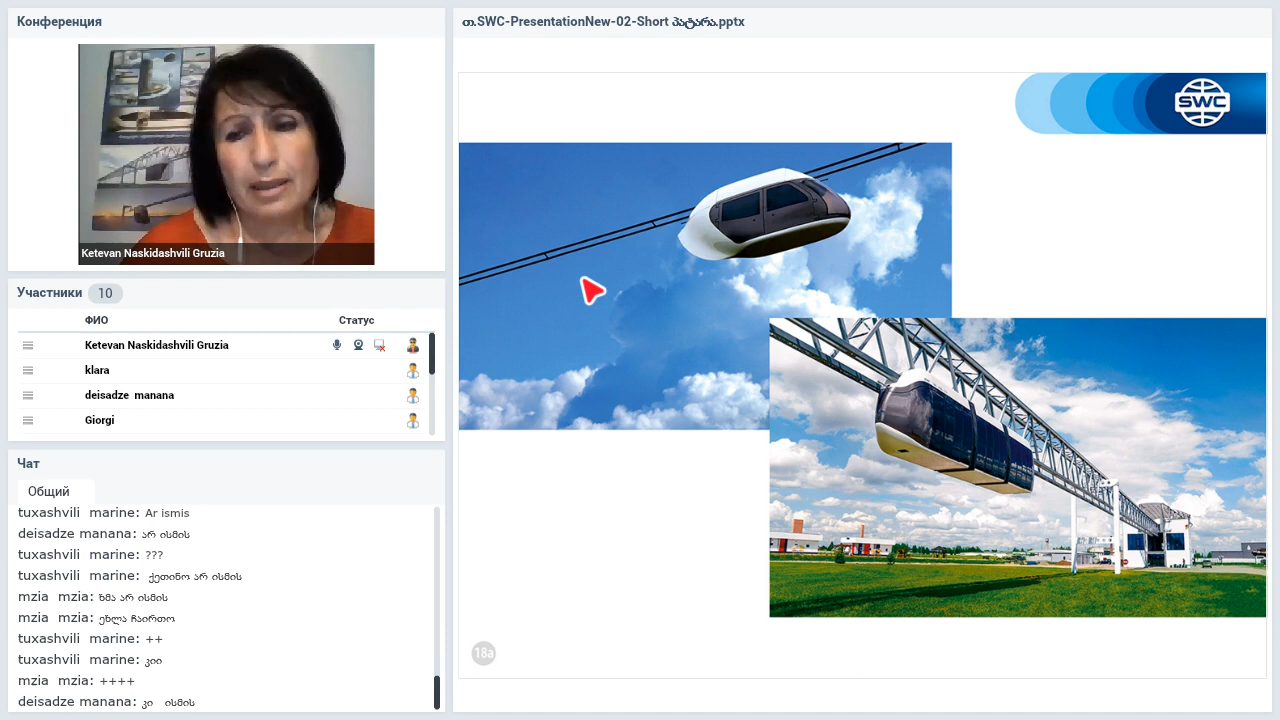 Конференция
Ketevan Naskidashvili Gruzia
Участники 10
ФИО Статус
Ketevan Naskidashvili Gruzia
klara
deisadze manana
Giorgi
Чат
Общий
tuxashvili marine: Ar ismis
deisadze manana: არ ისმის
tuxashvili marine: ???
tuxashvili marine: ქეთინო არ ისმის
mzia mzia: ხმა არ ისმის
mzia mzia: ეხლა ჩაირთო
tuxashvili marine: ++
tuxashvili marine: კიი
mzia mzia: ++++
deisadze manana: კი ისმის
თ.SWC-PresentationNew-02-Short პატარა.pptx
SWC
18a